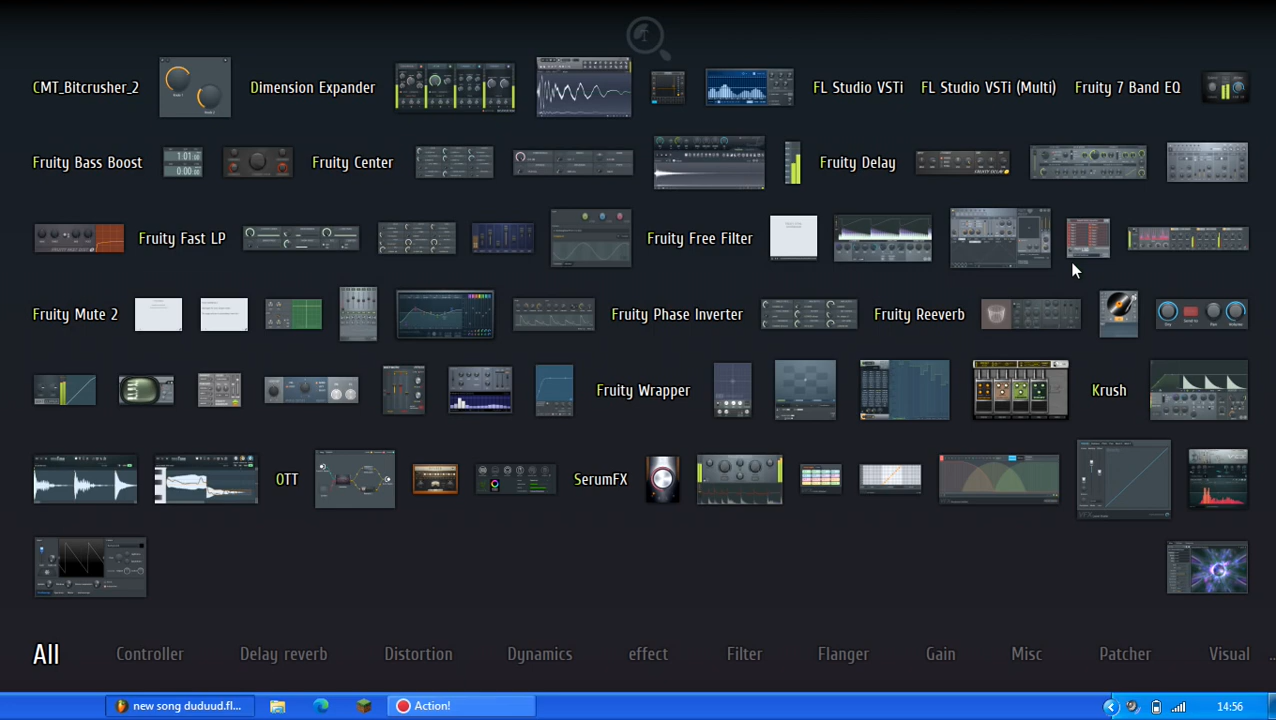 CMT_Bitcrusher_2 Dimension Expander FL Studio VSTi FL Studio VSTi (Multi) Fruity 7 Band EQ
Fruity Bass Boost 1:01:00 Fruity Center Fruity Delay
Fruity Fast LP Fruity Free Filter
Fruity Mute 2 Fruity Phase Inverter Fruity Reeverb
Fruity Wrapper Krush
OTT SerumFX
All Controller Delay reverb Distortion Dynamics effect Filter Flanger Gain Misc Patcher Visual ..
new song duduud.fl... Action! 14:56